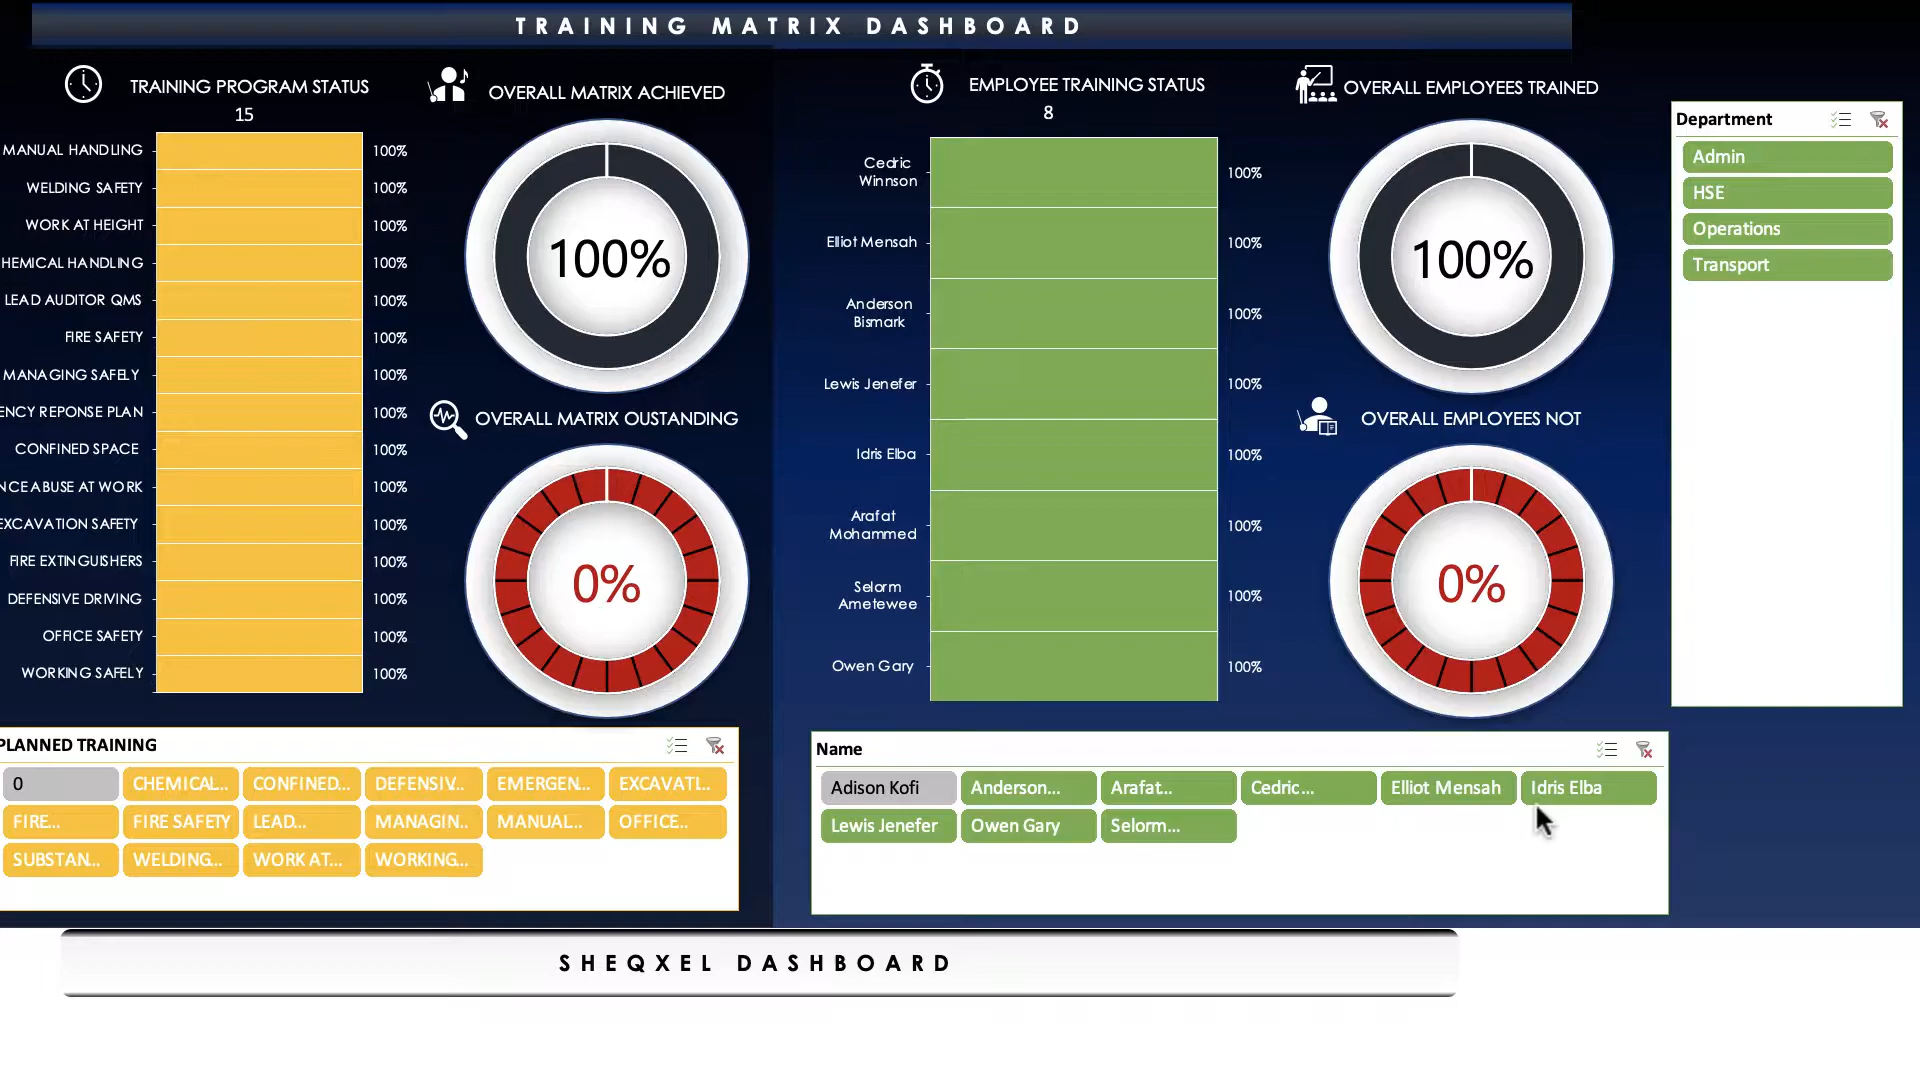 TRAINING MATRIX DASHBOARD
TRAINING PROGRAM STATUS
15
MANUAL HANDLING 100%
WELDING SAFETY 100%
WORK AT HEIGHT 100%
HEMICAL HANDLING 100%
LEAD AUDITOR QMS 100%
FIRE SAFETY 100%
MANAGING SAFELY 100%
ENCY REPONSE PLAN 100%
CONFINED SPACE 100%
NCE ABUSE AT WORK 100%
EXCAVATION SAFETY 100%
FIRE EXTINGUISHERS 100%
DEFENSIVE DRIVING 100%
OFFICE SAFETY 100%
WORKING SAFELY 100%
OVERALL MATRIX ACHIEVED
100%
OVERALL MATRIX OUSTANDING
0%
EMPLOYEE TRAINING STATUS
8
Cedric
Winnson 100%
Elliot Mensah 100%
Anderson
Bismark 100%
Lewis Jenefer 100%
Idris Elba 100%
Arafat
Mohammed 100%
Selorm
Ametewee 100%
Owen Gary 100%
OVERALL EMPLOYEES TRAINED
100%
OVERALL EMPLOYEES NOT
0%
Department
Admin
HSE
Operations
Transport
PLANNED TRAINING
0 CHEMICAL... CONFINED... DEFENSIV... EMERGEN... EXCAVATI...
FIRE... FIRE SAFETY LEAD... MANAGIN... MANUAL... OFFICE...
SUBSTAN... WELDING... WORK AT... WORKING...
Name
Adison Kofi Anderson... Arafat... Cedric... Elliot Mensah Idris Elba
Lewis Jenefer Owen Gary Selorm...
SHEQXEL DASHBOARD